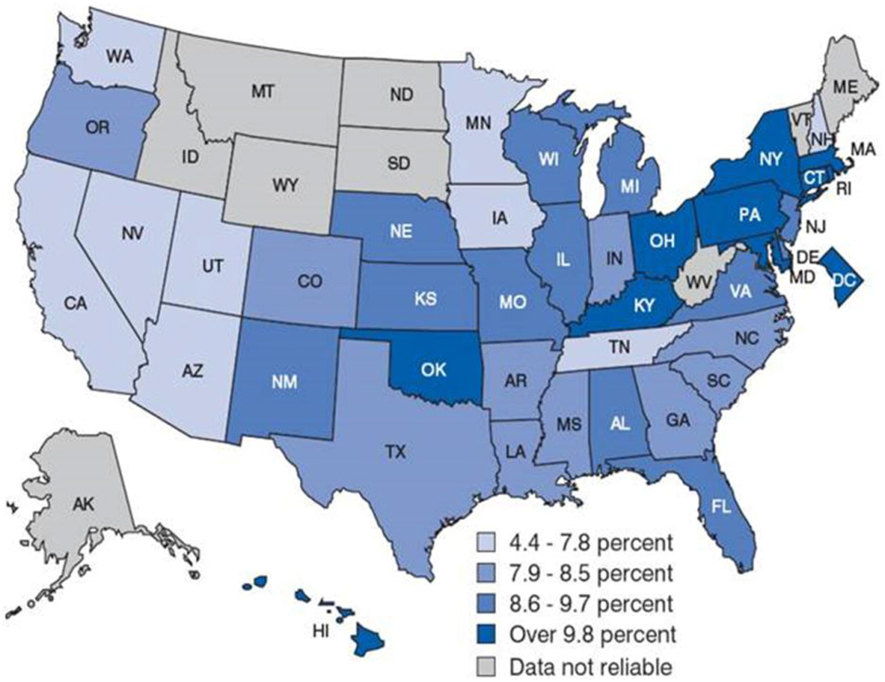 WA
MT
ND
MN
ME
VT
NH
OR
ID
SD
WI
NY
MA
WY
MI
CT
RI
IA
PA
NV
NE
OH
NJ
UT
IL
IN
DE
CO
WV
MD
DC
CA
KS
MO
KY
VA
TN
NC
AZ
NM
OK
AR
SC
MS
AL
GA
TX
LA
AK
FL
4.4 - 7.8 percent
7.9 - 8.5 percent
8.6 - 9.7 percent
HI
Over 9.8 percent
Data not reliable